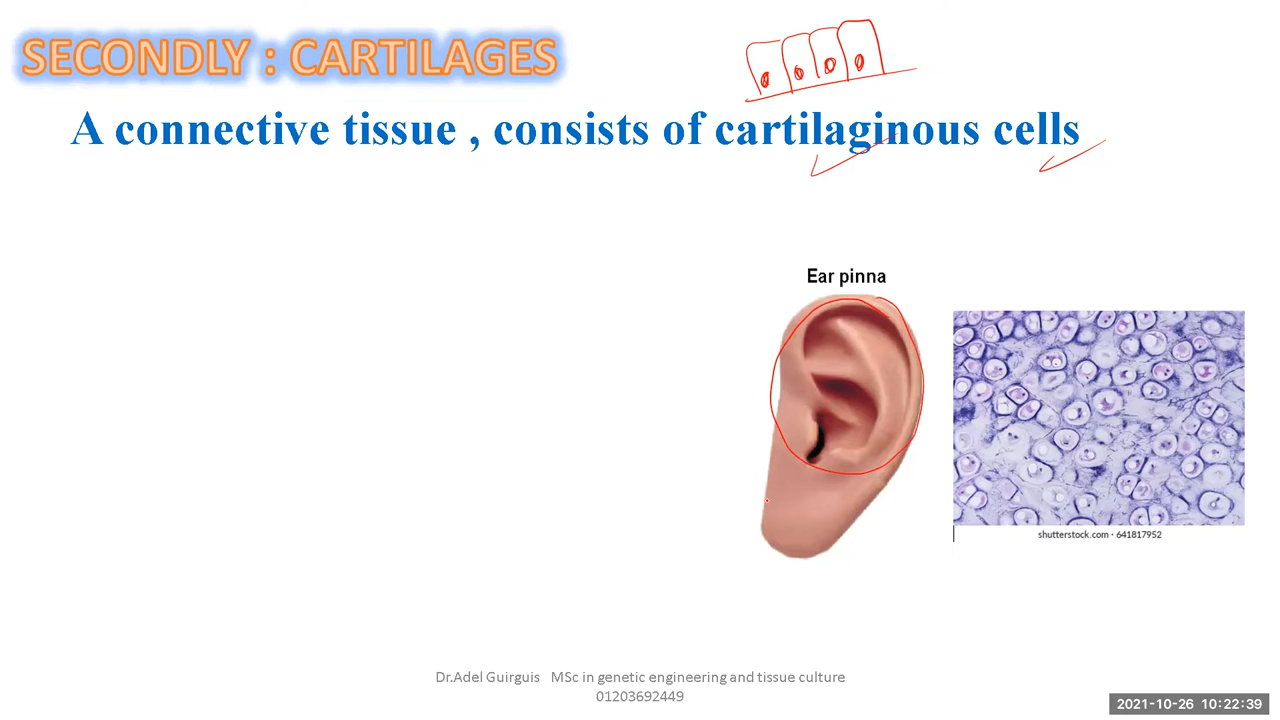 SECONDLY : CARTILAGES
A connective tissue , consists of cartilaginous cells
Ear pinna
shutterstock.com · 641817952
Dr.Adel Guirguis MSc in genetic engineering and tissue culture
01203692449
2021-10-26 10:22:39